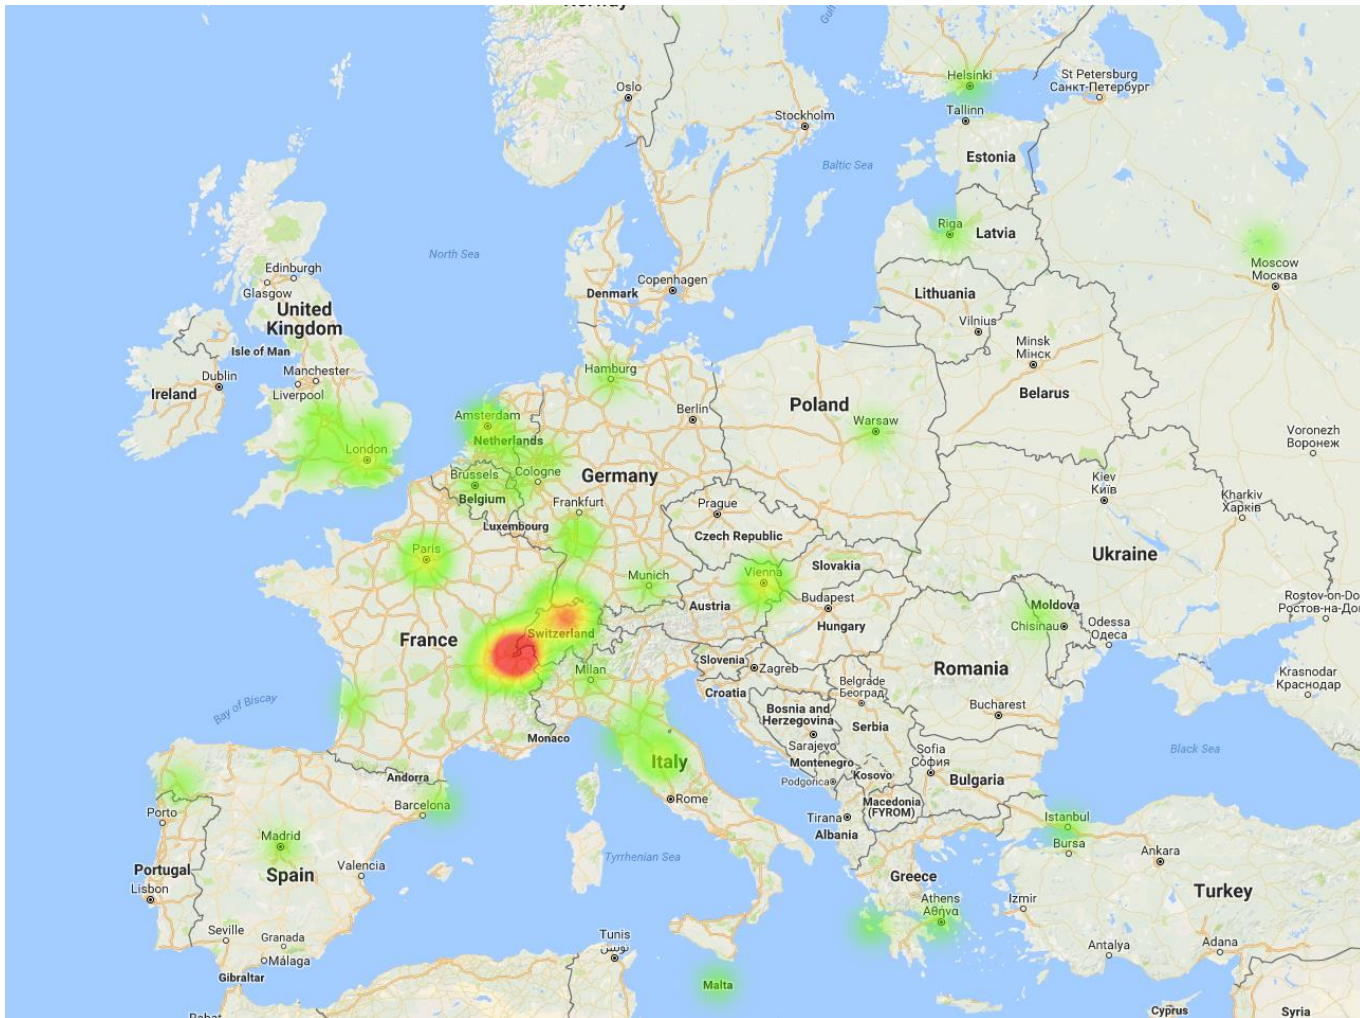 Norway
Gulf
Helsinki
St Petersburg
Санкт-Петербург
Oslo
Tallinn
Stockholm
Estonia
Baltic Sea
Riga
Latvia
North Sea
Moscow
Москва
Edinburgh
Glasgow
Copenhagen
Denmark
Lithuania
United
Kingdom
Vilnius
Minsk
Мінск
Isle of Man
Dublin
Manchester
Hamburg
Ireland
Liverpool
Belarus
Poland
Berlin
Amsterdam
Warsaw
Netherlands
Voronezh
Воронеж
London
Brussels
Cologne
Germany
Kiev
Київ
Belgium
Frankfurt
Prague
Kharkiv
Харків
Luxembourg
Czech Republic
Paris
Ukraine
Slovakia
Vienna
Munich
Budapest
Rostov-on-Do
Ростов-на-До
Austria
Moldova
Chisinau
Odessa
Одеса
Hungary
Switzerland
France
Slovenia
Zagreb
Romania
Milan
Krasnodar
Краснодар
Belgrade
Београд
Croatia
Bay of Biscay
Bosnia and
Herzegovina
Bucharest
Serbia
Monaco
Sarajevo
Sofia
София
Black Sea
Italy
Montenegro
Kosovo
Andorra
Podgorica
Bulgaria
Rome
Barcelona
Macedonia
(FYROM)
Porto
Tirana
Istanbul
Albania
Madrid
Bursa
Ankara
Tyrrhenian Sea
Portugal
Valencia
Spain
Greece
Lisbon
Turkey
Athens
Αθήνα
Izmir
Seville
Granada
Tunis
تونس
Antalya
Adana
Málaga
Gibraltar
Malta
Cyprus
Syria
Rabat